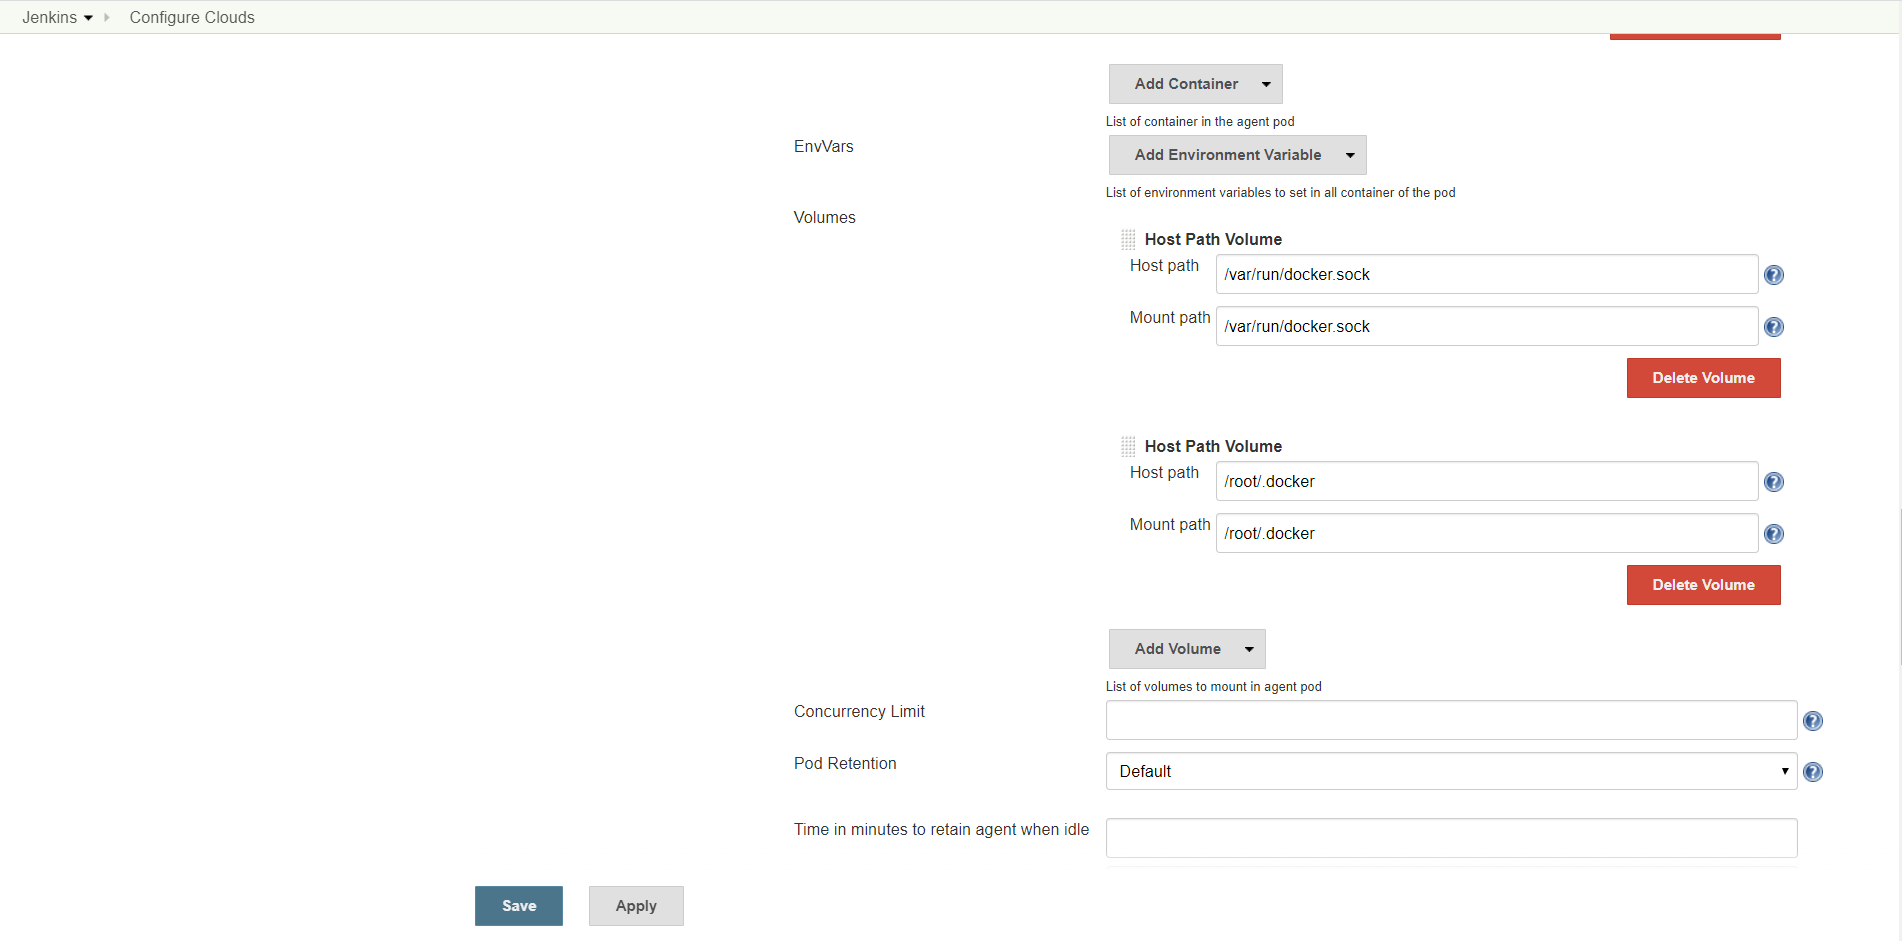 Jenkins Configure Clouds
Add Container
List of container in the agent pod
EnvVars
Add Environment Variable
List of environment variables to set in all container of the pod
Volumes
Host Path Volume
Host path /var/run/docker.sock
Mount path /var/run/docker.sock
Delete Volume
Host Path Volume
Host path /root/.docker
Mount path /root/.docker
Delete Volume
Add Volume
List of volumes to mount in agent pod
Concurrency Limit
Pod Retention Default
Time in minutes to retain agent when idle
Save Apply